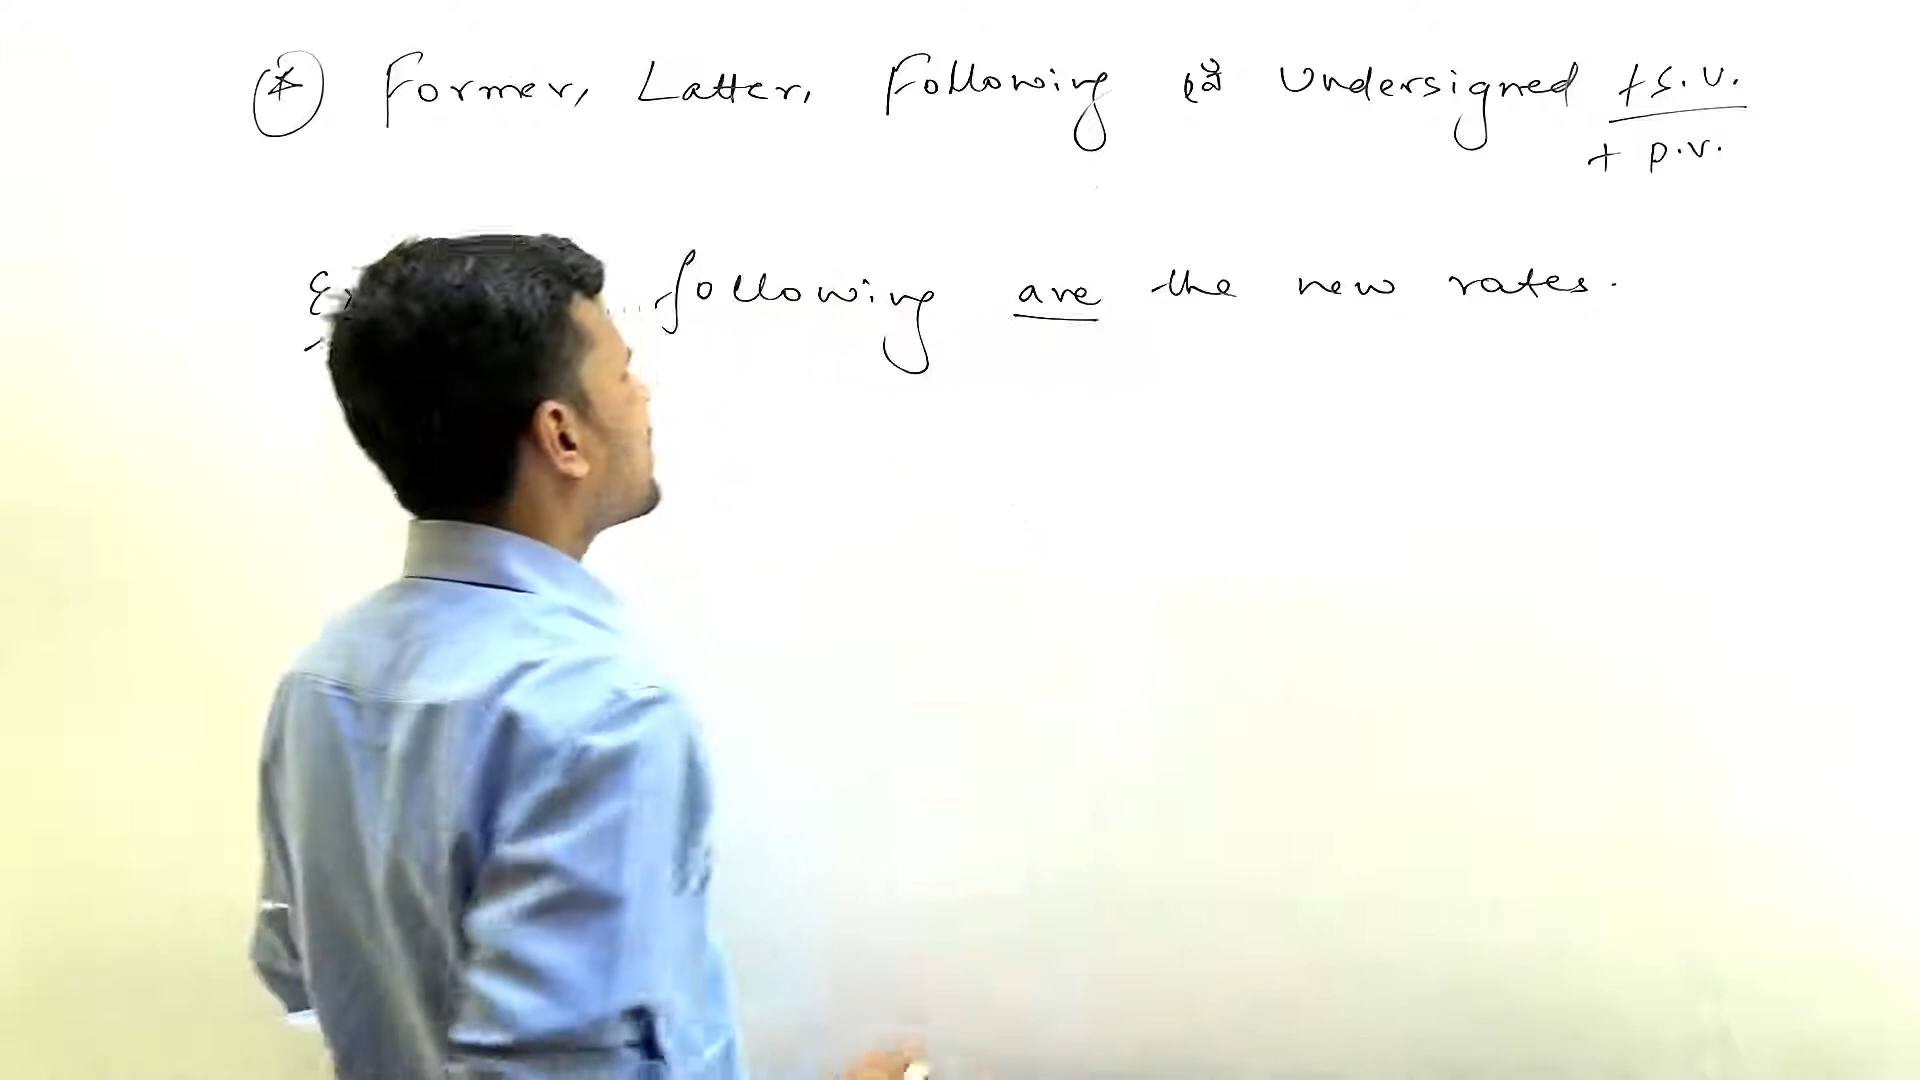 * Former, Latter, Following एवं Undersigned + S.V.
+ P.V.
following are the new rates.